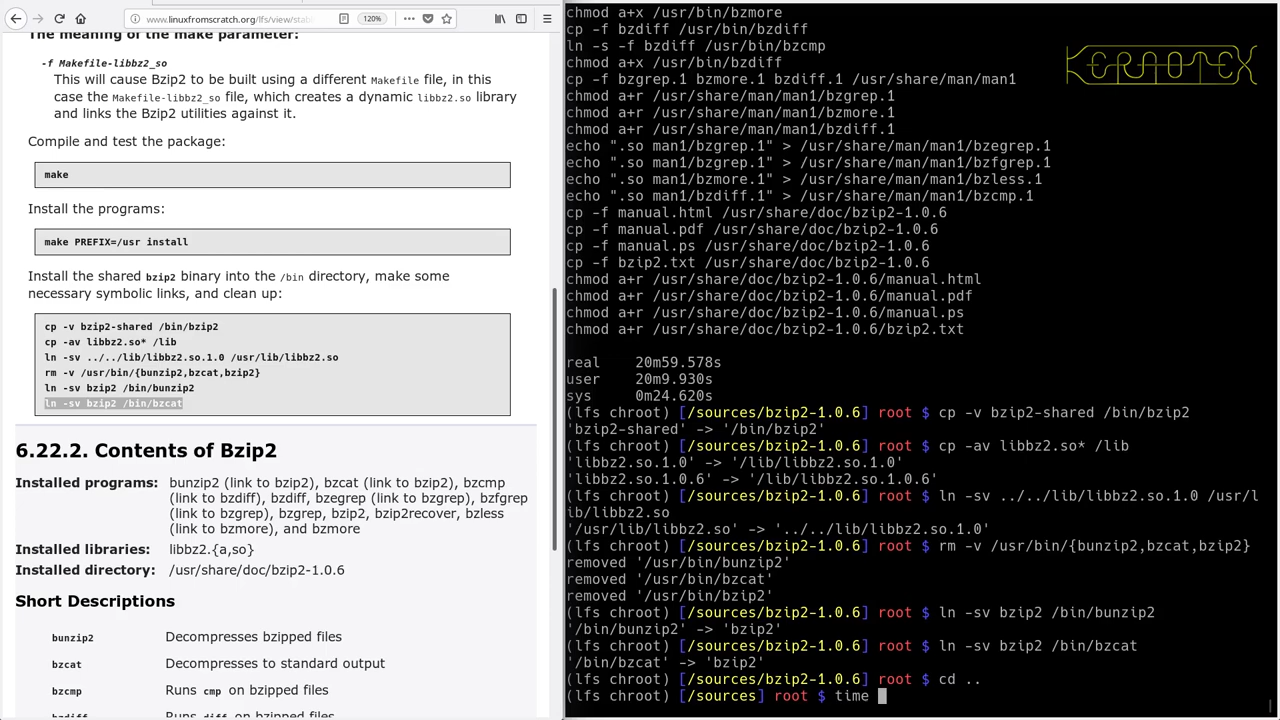 www.linuxfromscratch.org/lfs/view/stab
120%
The meaning of the make parameter:
-f Makefile-libbz2_so
This will cause Bzip2 to be built using a different Makefile file, in this
case the Makefile-libbz2_so file, which creates a dynamic libbz2.so library
and links the Bzip2 utilities against it.
Compile and test the package:
make
Install the programs:
make PREFIX=/usr install
Install the shared bzip2 binary into the /bin directory, make some
necessary symbolic links, and clean up:
cp -v bzip2-shared /bin/bzip2
cp -av libbz2.so* /lib
ln -sv ../../lib/libbz2.so.1.0 /usr/lib/libbz2.so
rm -v /usr/bin/{bunzip2,bzcat,bzip2}
ln -sv bzip2 /bin/bunzip2
ln -sv bzip2 /bin/bzcat
6.22.2. Contents of Bzip2
Installed programs: bunzip2 (link to bzip2), bzcat (link to bzip2), bzcmp
(link to bzdiff), bzdiff, bzegrep (link to bzgrep), bzfgrep
(link to bzgrep), bzgrep, bzip2, bzip2recover, bzless
(link to bzmore), and bzmore
Installed libraries: libbz2.{a,so}
Installed directory: /usr/share/doc/bzip2-1.0.6
Short Descriptions
bunzip2 Decompresses bzipped files
bzcat Decompresses to standard output
bzcmp Runs cmp on bzipped files
bzdiff Runs diff on bzipped files
chmod a+x /usr/bin/bzmore
cp -f bzdiff /usr/bin/bzdiff
ln -s -f bzdiff /usr/bin/bzcmp
chmod a+x /usr/bin/bzdiff
cp -f bzgrep.1 bzmore.1 bzdiff.1 /usr/share/man/man1
chmod a+r /usr/share/man/man1/bzgrep.1
chmod a+r /usr/share/man/man1/bzmore.1
chmod a+r /usr/share/man/man1/bzdiff.1
echo ".so man1/bzgrep.1" > /usr/share/man/man1/bzegrep.1
echo ".so man1/bzgrep.1" > /usr/share/man/man1/bzfgrep.1
echo ".so man1/bzmore.1" > /usr/share/man/man1/bzless.1
echo ".so man1/bzdiff.1" > /usr/share/man/man1/bzcmp.1
cp -f manual.html /usr/share/doc/bzip2-1.0.6
cp -f manual.pdf /usr/share/doc/bzip2-1.0.6
cp -f manual.ps /usr/share/doc/bzip2-1.0.6
cp -f bzip2.txt /usr/share/doc/bzip2-1.0.6
chmod a+r /usr/share/doc/bzip2-1.0.6/manual.html
chmod a+r /usr/share/doc/bzip2-1.0.6/manual.pdf
chmod a+r /usr/share/doc/bzip2-1.0.6/manual.ps
chmod a+r /usr/share/doc/bzip2-1.0.6/bzip2.txt
real 20m59.578s
user 20m9.930s
sys 0m24.620s
(lfs chroot) [/sources/bzip2-1.0.6] root $ cp -v bzip2-shared /bin/bzip2
'bzip2-shared' -> '/bin/bzip2'
(lfs chroot) [/sources/bzip2-1.0.6] root $ cp -av libbz2.so* /lib
'libbz2.so.1.0' -> '/lib/libbz2.so.1.0'
'libbz2.so.1.0.6' -> '/lib/libbz2.so.1.0.6'
(lfs chroot) [/sources/bzip2-1.0.6] root $ ln -sv ../../lib/libbz2.so.1.0 /usr/l
ib/libbz2.so
'/usr/lib/libbz2.so' -> '../../lib/libbz2.so.1.0'
(lfs chroot) [/sources/bzip2-1.0.6] root $ rm -v /usr/bin/{bunzip2,bzcat,bzip2}
removed '/usr/bin/bunzip2'
removed '/usr/bin/bzcat'
removed '/usr/bin/bzip2'
(lfs chroot) [/sources/bzip2-1.0.6] root $ ln -sv bzip2 /bin/bunzip2
'/bin/bunzip2' -> 'bzip2'
(lfs chroot) [/sources/bzip2-1.0.6] root $ ln -sv bzip2 /bin/bzcat
'/bin/bzcat' -> 'bzip2'
(lfs chroot) [/sources/bzip2-1.0.6] root $ cd ..
(lfs chroot) [/sources] root $ time